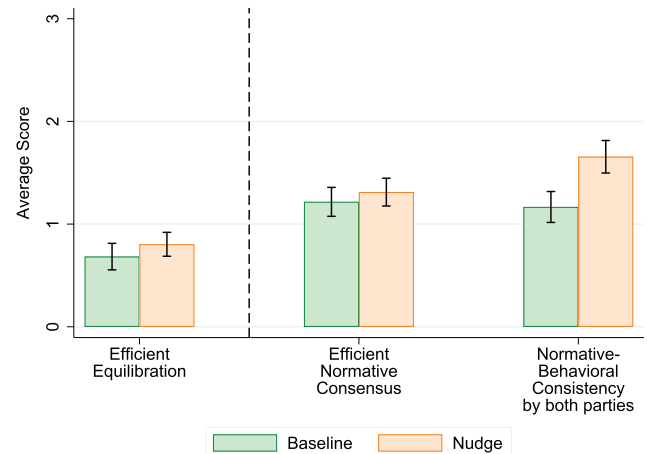 3
2
1
0
Average Score
Efficient
Equilibration
Efficient
Normative
Consensus
Normative-
Behavioral
Consistency
by both parties
Baseline
Nudge